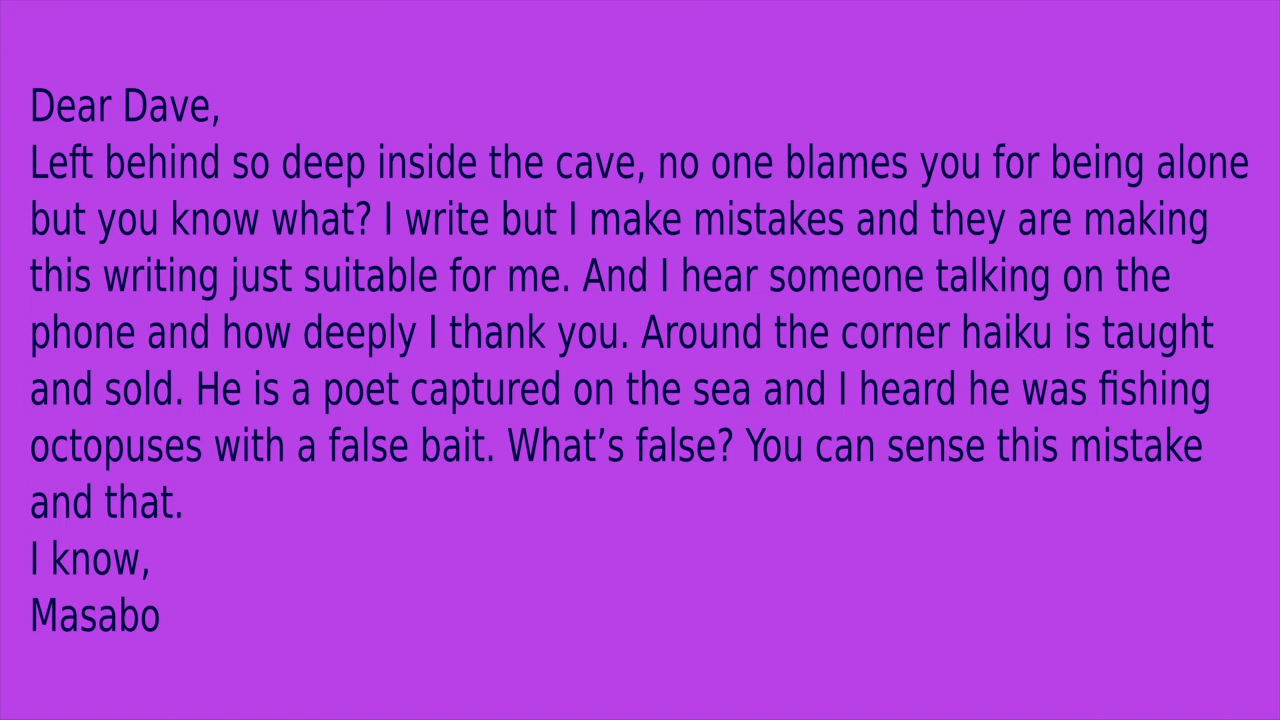 Dear Dave,
Left behind so deep inside the cave, no one blames you for being alone
but you know what? I write but I make mistakes and they are making
this writing just suitable for me. And I hear someone talking on the
phone and how deeply I thank you. Around the corner haiku is taught
and sold. He is a poet captured on the sea and I heard he was fishing
octopuses with a false bait. What’s false? You can sense this mistake
and that.
I know,
Masabo